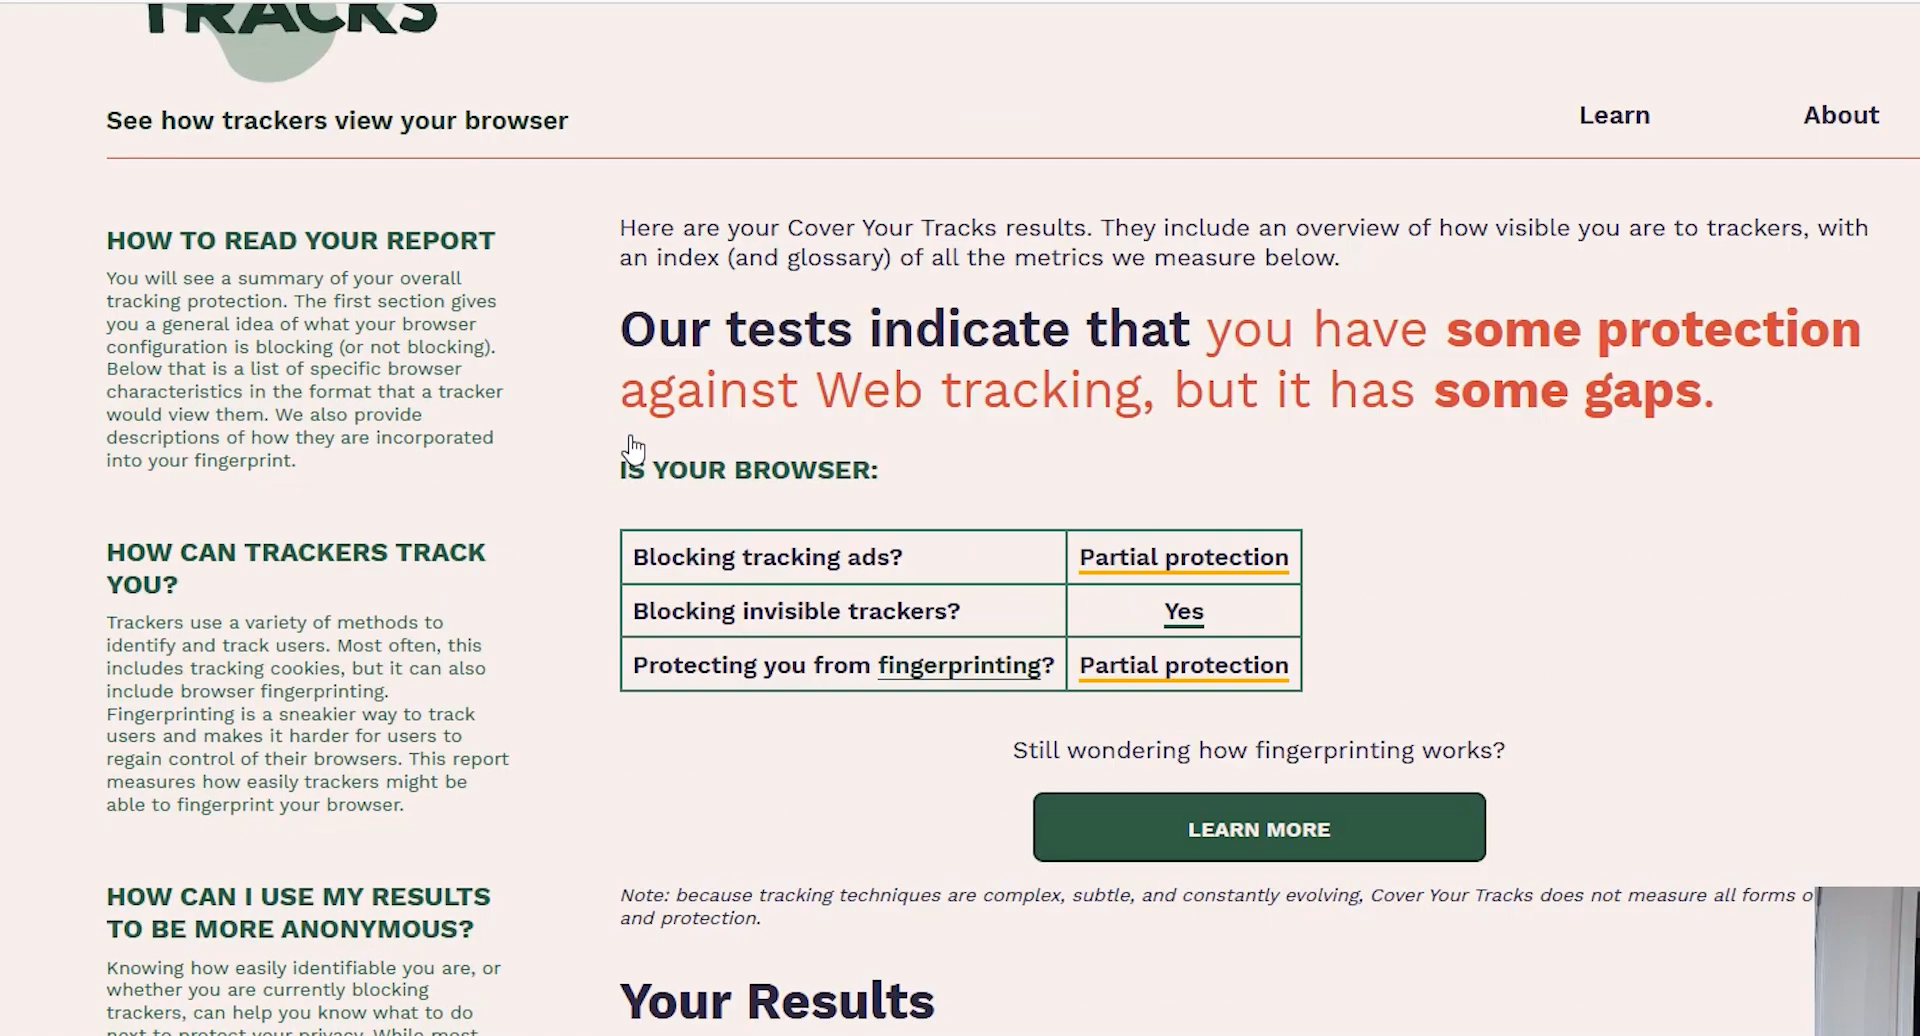 TRACKS
See how trackers view your browser
Learn
About
HOW TO READ YOUR REPORT
You will see a summary of your overall
tracking protection. The first section gives
you a general idea of what your browser
configuration is blocking (or not blocking).
Below that is a list of specific browser
characteristics in the format that a tracker
would view them. We also provide
descriptions of how they are incorporated
into your fingerprint.
HOW CAN TRACKERS TRACK
YOU?
Trackers use a variety of methods to
identify and track users. Most often, this
includes tracking cookies, but it can also
include browser fingerprinting.
Fingerprinting is a sneakier way to track
users and makes it harder for users to
regain control of their browsers. This report
measures how easily trackers might be
able to fingerprint your browser.
HOW CAN I USE MY RESULTS
TO BE MORE ANONYMOUS?
Knowing how easily identifiable you are, or
whether you are currently blocking
trackers, can help you know what to do
next to protect your privacy. While most
Here are your Cover Your Tracks results. They include an overview of how visible you are to trackers, with
an index (and glossary) of all the metrics we measure below.
Our tests indicate that you have some protection
against Web tracking, but it has some gaps.
IS YOUR BROWSER:
Blocking tracking ads? Partial protection
Blocking invisible trackers? Yes
Protecting you from fingerprinting? Partial protection
Still wondering how fingerprinting works?
LEARN MORE
Note: because tracking techniques are complex, subtle, and constantly evolving, Cover Your Tracks does not measure all forms o
and protection.
Your Results